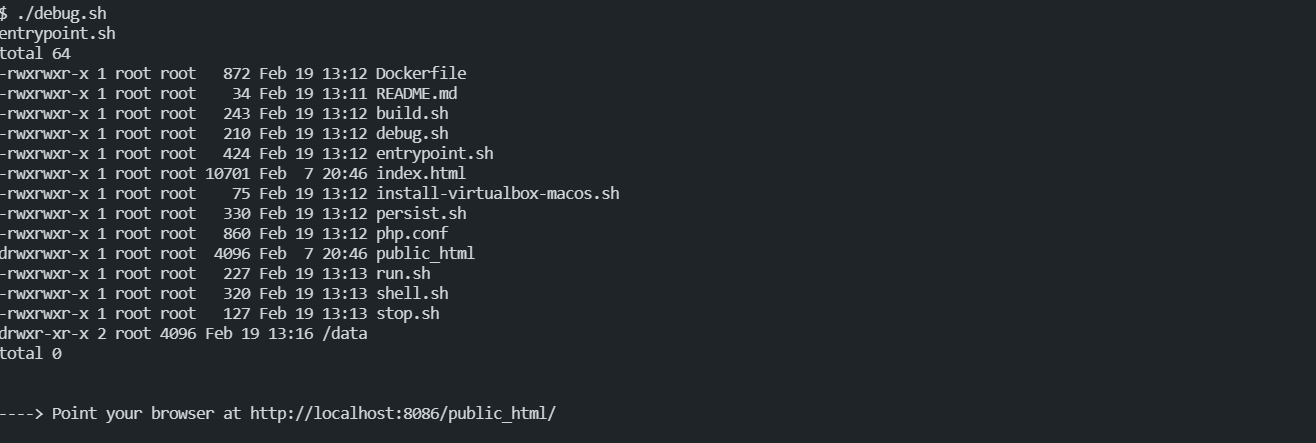 $ ./debug.sh
entrypoint.sh
total 64
-rwxrwxr-x 1 root root   872 Feb 19 13:12 Dockerfile
-rwxrwxr-x 1 root root    34 Feb 19 13:11 README.md
-rwxrwxr-x 1 root root   243 Feb 19 13:12 build.sh
-rwxrwxr-x 1 root root   210 Feb 19 13:12 debug.sh
-rwxrwxr-x 1 root root   424 Feb 19 13:12 entrypoint.sh
-rwxrwxr-x 1 root root 10701 Feb  7 20:46 index.html
-rwxrwxr-x 1 root root    75 Feb 19 13:12 install-virtualbox-macos.sh
-rwxrwxr-x 1 root root   330 Feb 19 13:12 persist.sh
-rwxrwxr-x 1 root root   860 Feb 19 13:12 php.conf
drwxrwxr-x 1 root root  4096 Feb  7 20:46 public_html
-rwxrwxr-x 1 root root   227 Feb 19 13:13 run.sh
-rwxrwxr-x 1 root root   320 Feb 19 13:13 shell.sh
-rwxrwxr-x 1 root root   127 Feb 19 13:13 stop.sh
drwxr-xr-x 2 root 4096 Feb 19 13:16 /data
total 0
----> Point your browser at http://localhost:8086/public_html/